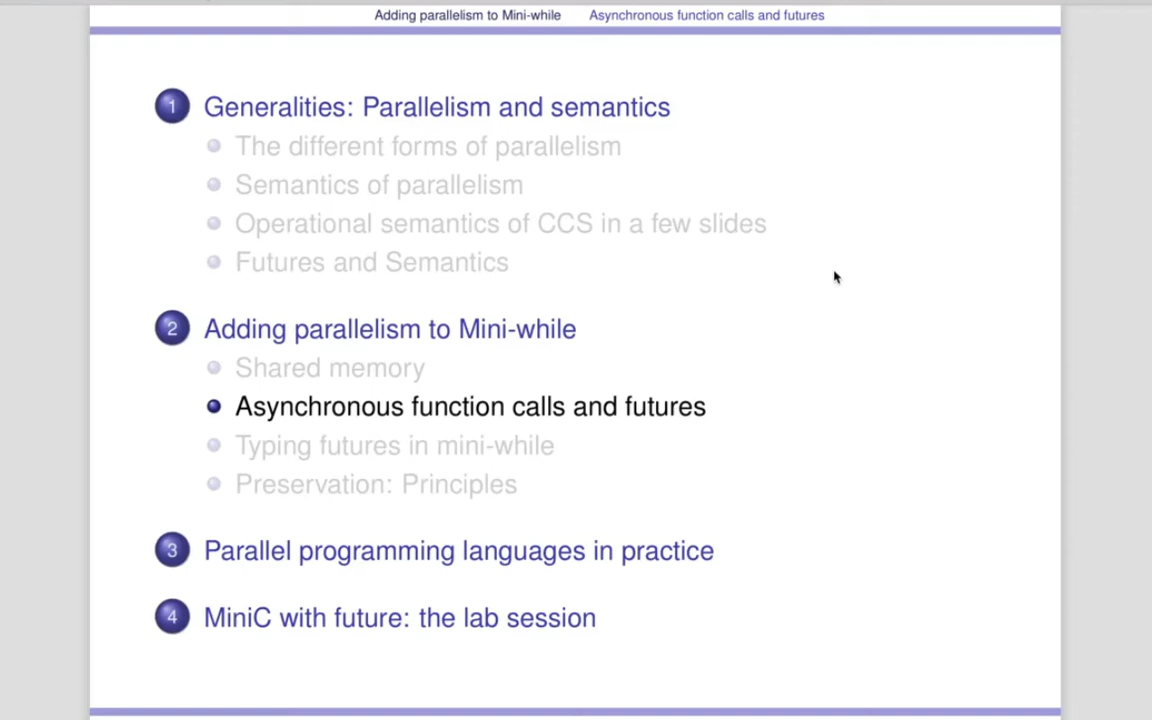 Adding parallelism to Mini-while Asynchronous function calls and futures
1 Generalities: Parallelism and semantics
The different forms of parallelism
Semantics of parallelism
Operational semantics of CCS in a few slides
Futures and Semantics
2 Adding parallelism to Mini-while
Shared memory
Asynchronous function calls and futures
Typing futures in mini-while
Preservation: Principles
3 Parallel programming languages in practice
4 MiniC with future: the lab session